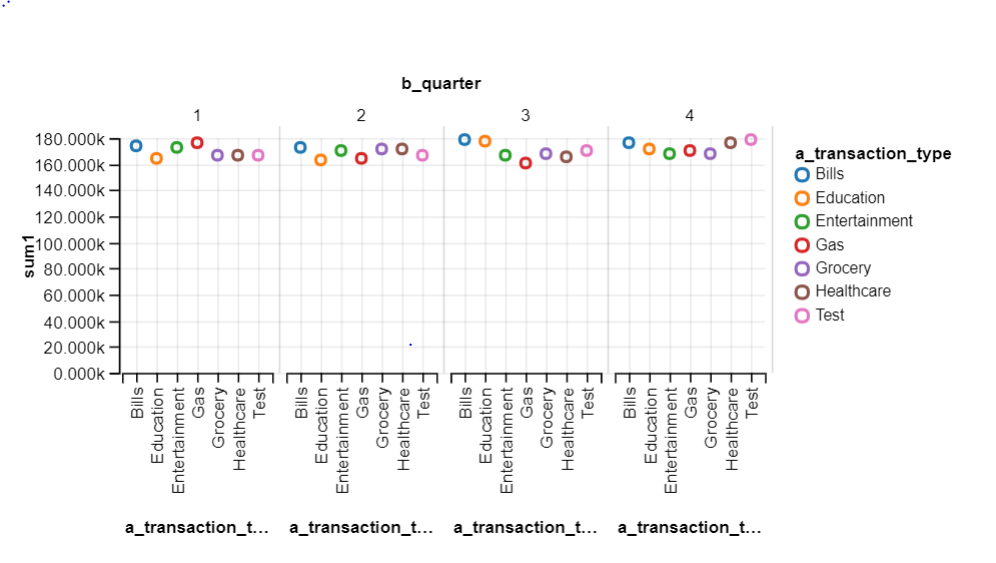 b_quarter
1 2 3 4
180.000k
160.000k
140.000k
120.000k
100.000k
80.000k
60.000k
40.000k
20.000k
0.000k
sum1
Bills Education Entertainment Gas Grocery Healthcare Test
Bills Education Entertainment Gas Grocery Healthcare Test
Bills Education Entertainment Gas Grocery Healthcare Test
Bills Education Entertainment Gas Grocery Healthcare Test
a_transaction_t... a_transaction_t... a_transaction_t... a_transaction_t...
a_transaction_type
Bills
Education
Entertainment
Gas
Grocery
Healthcare
Test